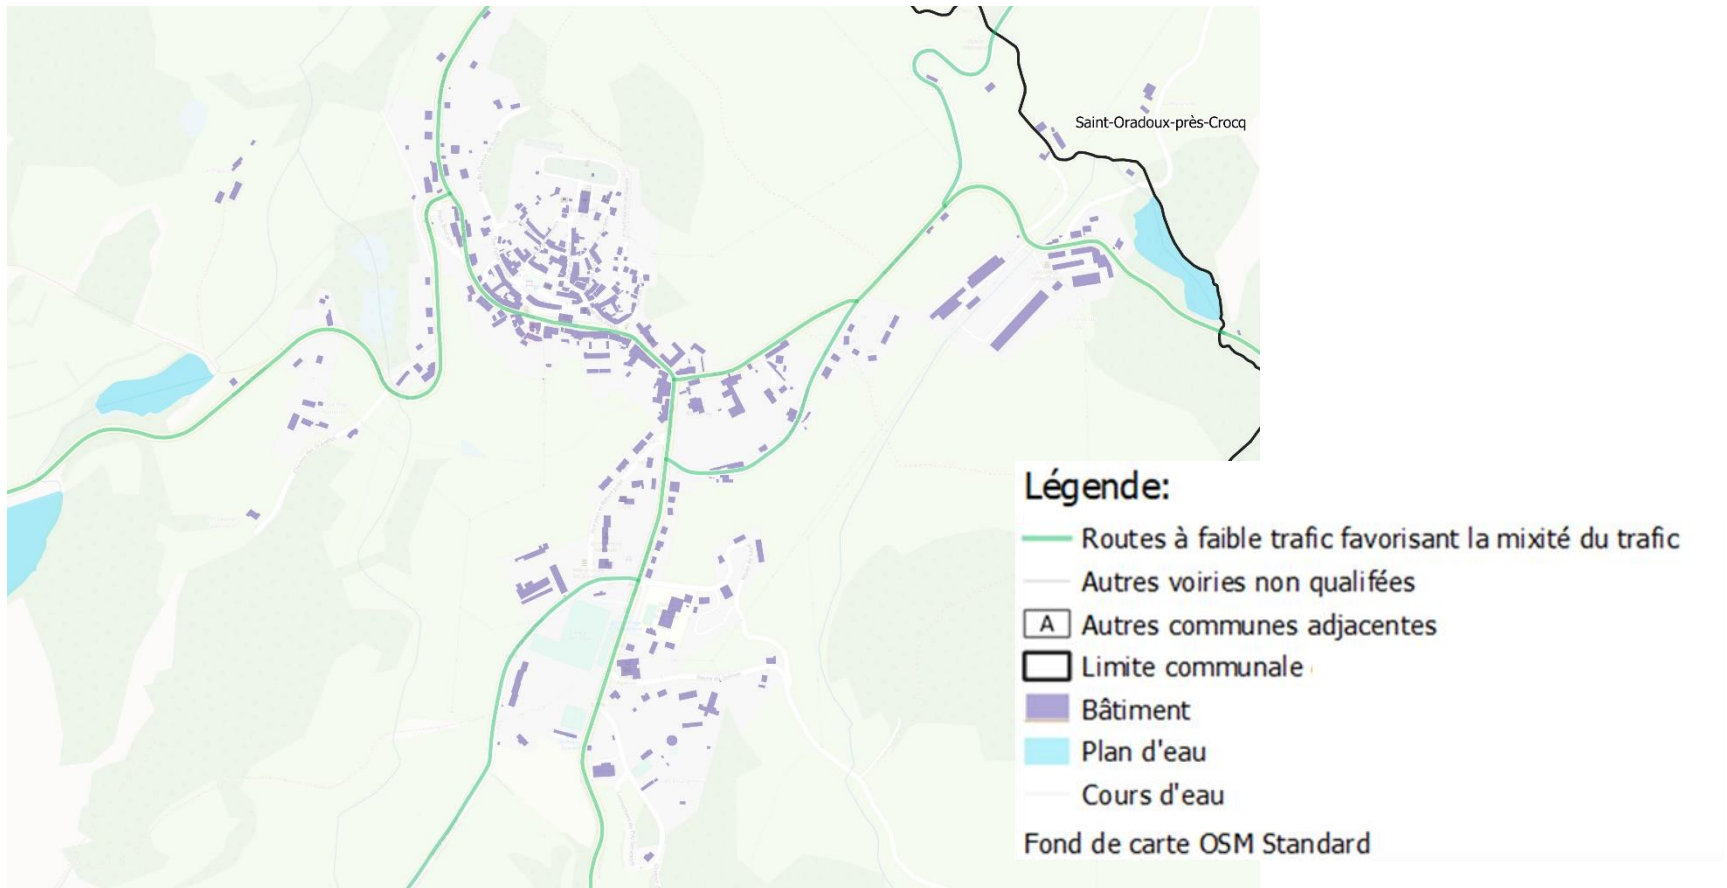 Saint-Oradoux-près-Crocq
Légende:
Routes à faible trafic favorisant la mixité du trafic
Autres voiries non qualifées
A Autres communes adjacentes
Limite communale
Bâtiment
Plan d'eau
Cours d'eau
Fond de carte OSM Standard